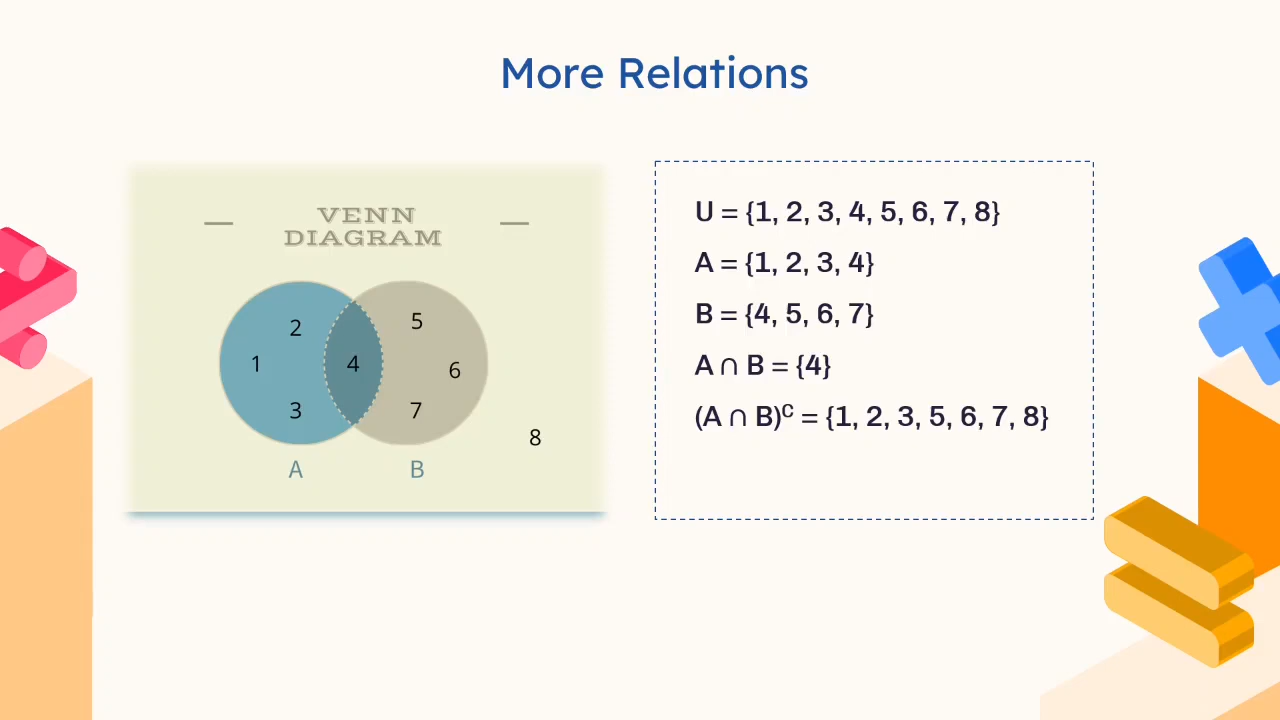 More Relations
VENN
DIAGRAM
2
5
1
4
6
3
7
8
A
B
U = {1, 2, 3, 4, 5, 6, 7, 8}
A = {1, 2, 3, 4}
B = {4, 5, 6, 7}
A ∩ B = {4}
(A ∩ B)ᶜ = {1, 2, 3, 5, 6, 7, 8}